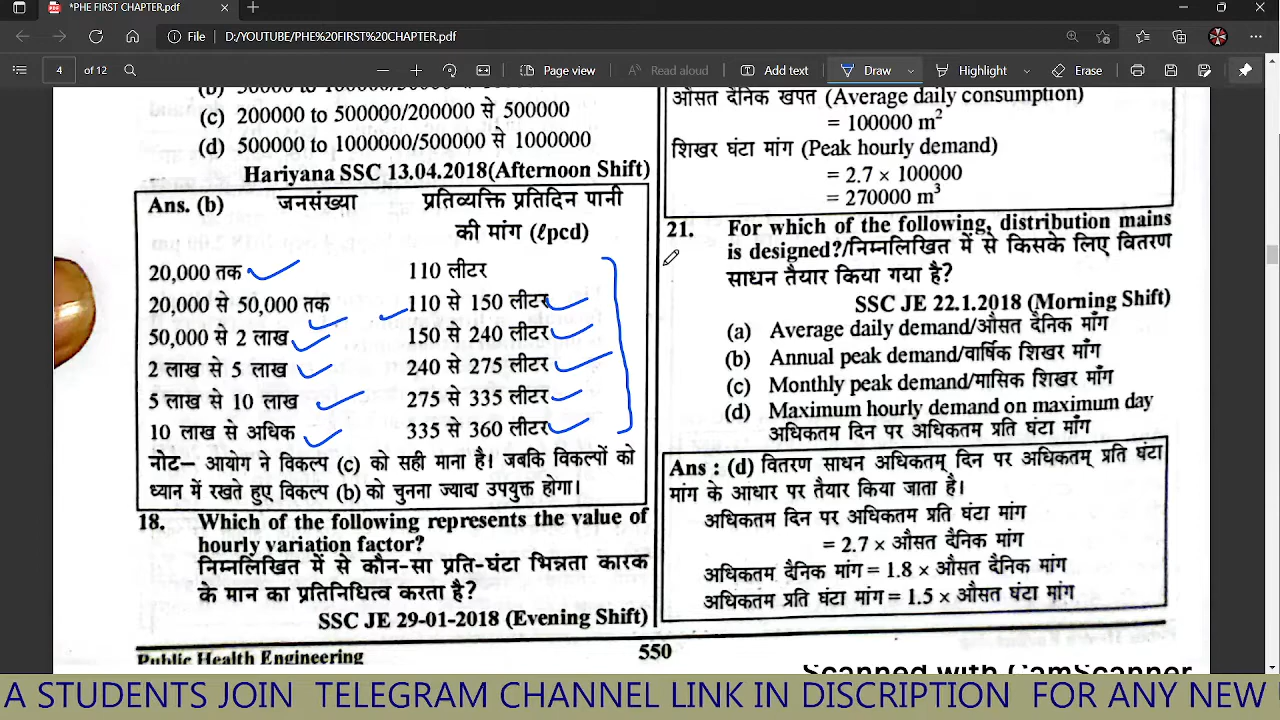 *PHE FIRST CHAPTER.pdf
File D:/YOUTUBE/PHE%20FIRST%20CHAPTER.pdf
4 of 12 Page view Read aloud Add text Draw Highlight Erase
(c) 200000 to 500000/200000 से 500000
(d) 500000 to 1000000/500000 से 1000000
Hariyana SSC 13.04.2018(Afternoon Shift)
Ans. (b) जनसंख्या प्रतिव्यक्ति प्रतिदिन पानी
की मांग (ℓpcd)
20,000 तक 110 लीटर
20,000 से 50,000 तक 110 से 150 लीटर
50,000 से 2 लाख 150 से 240 लीटर
2 लाख से 5 लाख 240 से 275 लीटर
5 लाख से 10 लाख 275 से 335 लीटर
10 लाख से अधिक 335 से 360 लीटर
नोट– आयोग ने विकल्प (c) को सही माना है। जबकि विकल्पों को
ध्यान में रखते हुए विकल्प (b) को चुनना ज्यादा उपयुक्त होगा।
18. Which of the following represents the value of
hourly variation factor?
निम्नलिखित में से कौन-सा प्रति-घंटा भिन्नता कारक
के मान का प्रतिनिधित्व करता है?
SSC JE 29-01-2018 (Evening Shift)
औसत दैनिक खपत (Average daily consumption)
= 100000 m²
शिखर घंटा मांग (Peak hourly demand)
= 2.7 × 100000
= 270000 m³
21. For which of the following, distribution mains
is designed?/निम्नलिखित में से किसके लिए वितरण
साधन तैयार किया गया है?
SSC JE 22.1.2018 (Morning Shift)
(a) Average daily demand/औसत दैनिक माँग
(b) Annual peak demand/वार्षिक शिखर माँग
(c) Monthly peak demand/मासिक शिखर माँग
(d) Maximum hourly demand on maximum day
अधिकतम दिन पर अधिकतम प्रति घंटा माँग
Ans : (d) वितरण साधन अधिकतम् दिन पर अधिकतम् प्रति घंटा
मांग के आधार पर तैयार किया जाता है।
अधिकतम दिन पर अधिकतम प्रति घंटा मांग
= 2.7 × औसत दैनिक मांग
अधिकतम दैनिक मांग = 1.8 × औसत दैनिक मांग
अधिकतम प्रति घंटा मांग = 1.5 × औसत घंटा मांग
Public Health Engineering 550
Scanned with CamScanner
A STUDENTS JOIN TELEGRAM CHANNEL LINK IN DISCRIPTION FOR ANY NEW